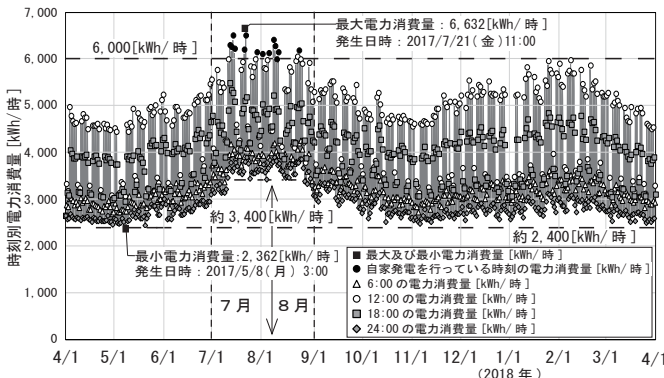 最大電力消費量：6,632[kWh/時]
発生日時：2017/7/21(金)11:00
7,000
6,000
5,000
4,000
3,000
2,000
1,000
0
時刻別電力消費量 [kWh/時]
6,000[kWh/時]
約 3,400[kWh/時]
約 2,400[kWh/時]
最小電力消費量:2,362[kWh/時]
発生日時：2017/5/8(月) 3:00
7月
8月
■ 最大及び最小電力消費量 [kWh/時]
● 自家発電を行っている時刻の電力消費量 [kWh/時]
△ 6:00 の電力消費量 [kWh/時]
○ 12:00 の電力消費量 [kWh/時]
■ 18:00 の電力消費量 [kWh/時]
◆ 24:00 の電力消費量 [kWh/時]
4/1 5/1 6/1 7/1 8/1 9/1 10/1 11/1 12/1 1/1 2/1 3/1 4/1
(2018 年)